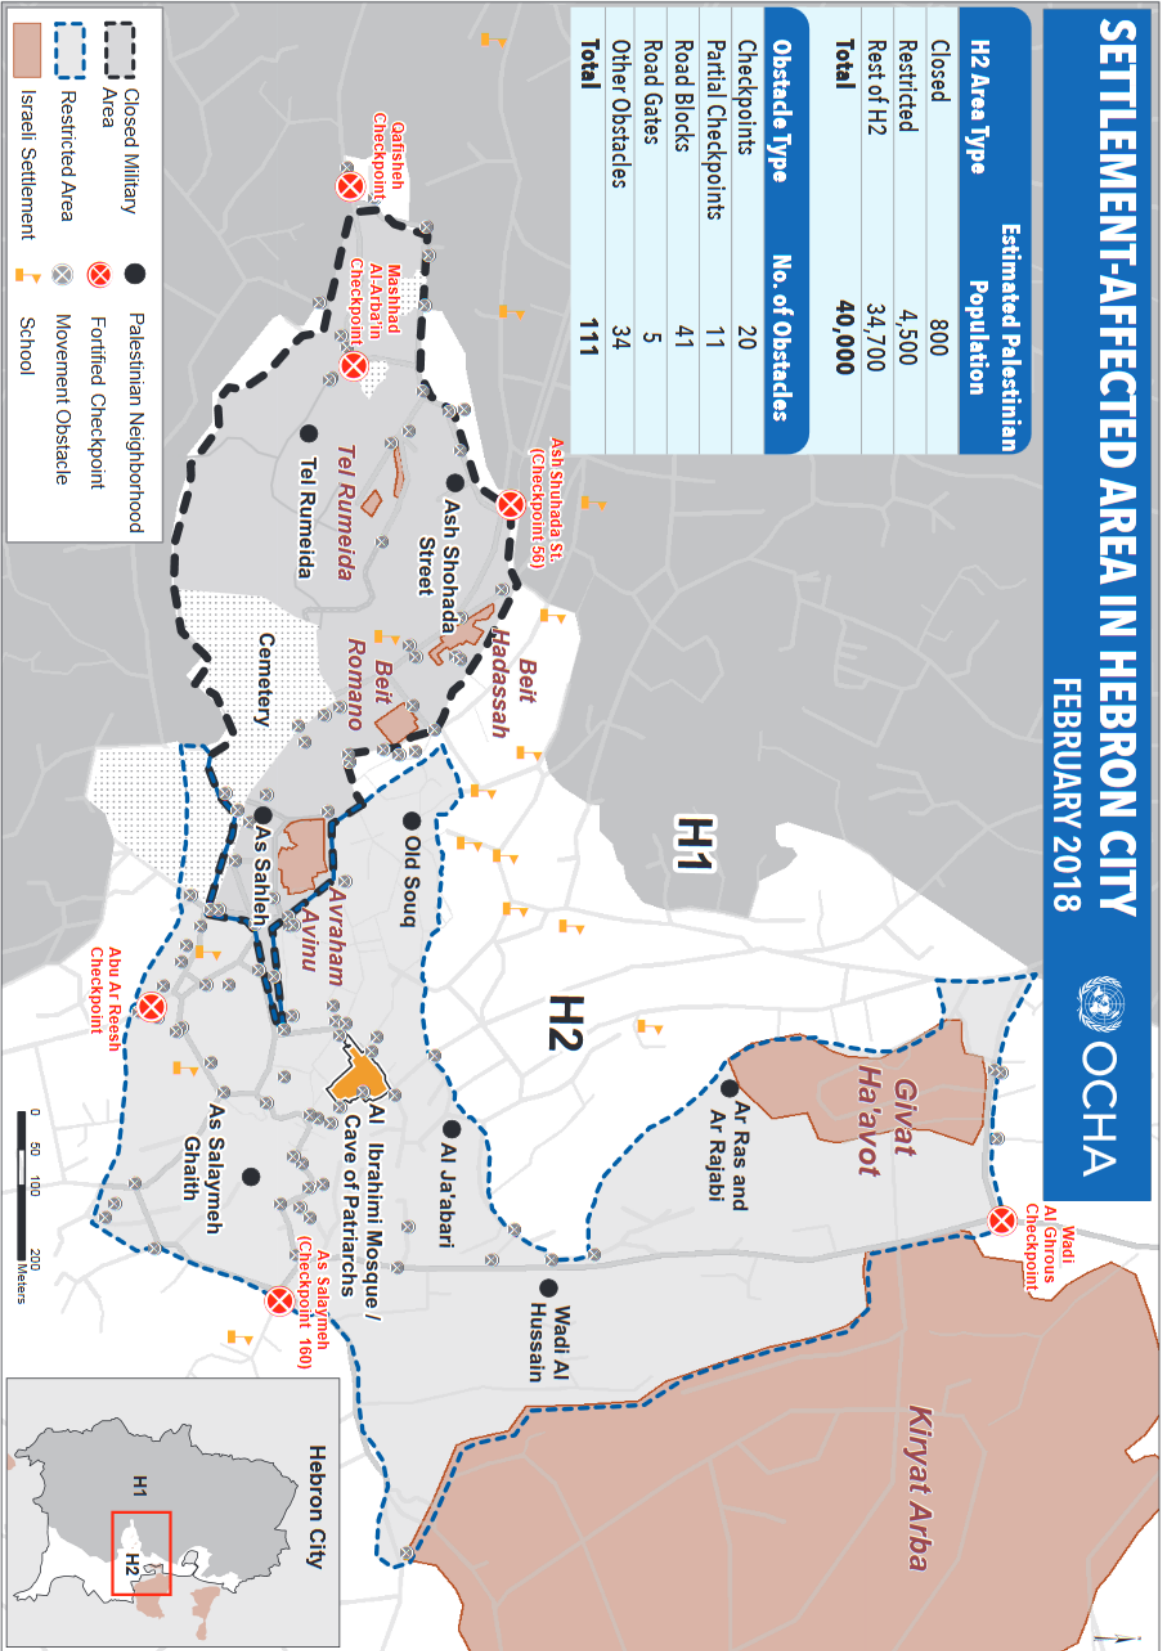 SETTLEMENT-AFFECTED AREA IN HEBRON CITY
FEBRUARY 2018
OCHA
H2 Area Type
Estimated Palestinian
Population
Closed 800
Restricted 4,500
Rest of H2 34,700
Total 40,000
Obstacle Type No. of Obstacles
Checkpoints 20
Partial Checkpoints 11
Road Blocks 41
Road Gates 5
Other Obstacles 34
Total 111
H1
H2
Wadi
Al Ghrous
Checkpoint
Givat
Ha'avot
Kiryat Arba
Ar Ras and
Ar Rajabi
Ash Shuhada St.
(Checkpoint 56)
Wadi Al
Hussain
Beit
Hadassah
Ash Shohada
Street
Old Souq
Al Ja'abari
Qafisheh
Checkpoint
Mashhad
Al-Arba'in
Checkpoint
Tel Rumeida
Tel Rumeida
Beit
Romano
Avraham
Avinu
Al Ibrahimi Mosque /
Cave of Patriarchs
Cemetery
As Sahleh
As Salaymeh
(Checkpoint 160)
As Salaymeh
Ghaith
Abu Ar Reesh
Checkpoint
Closed Military
Area
Restricted Area
Israeli Settlement
Palestinian Neighborhood
Fortified Checkpoint
Movement Obstacle
School
0 50 100 200
Meters
Hebron City
H1
H2